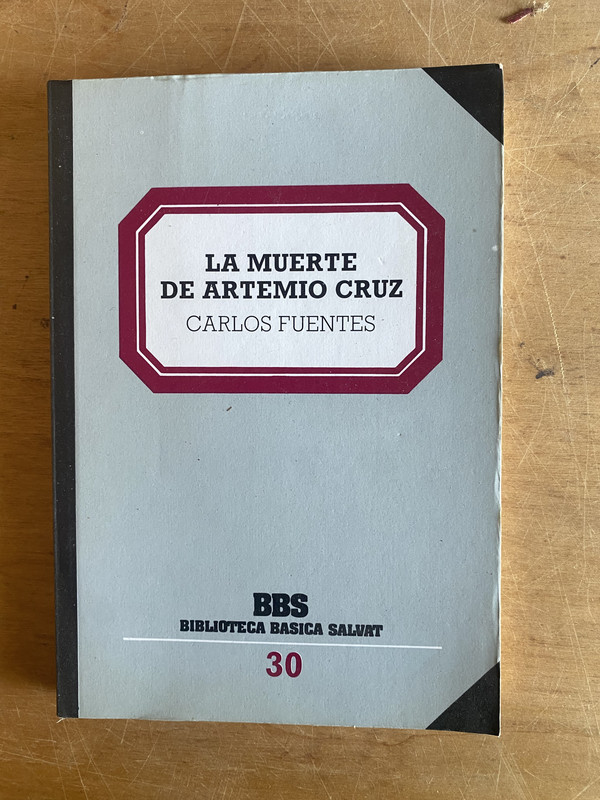 LA MUERTE
DE ARTEMIO CRUZ
CARLOS FUENTES
BBS
BIBLIOTECA BASICA SALVAT
30